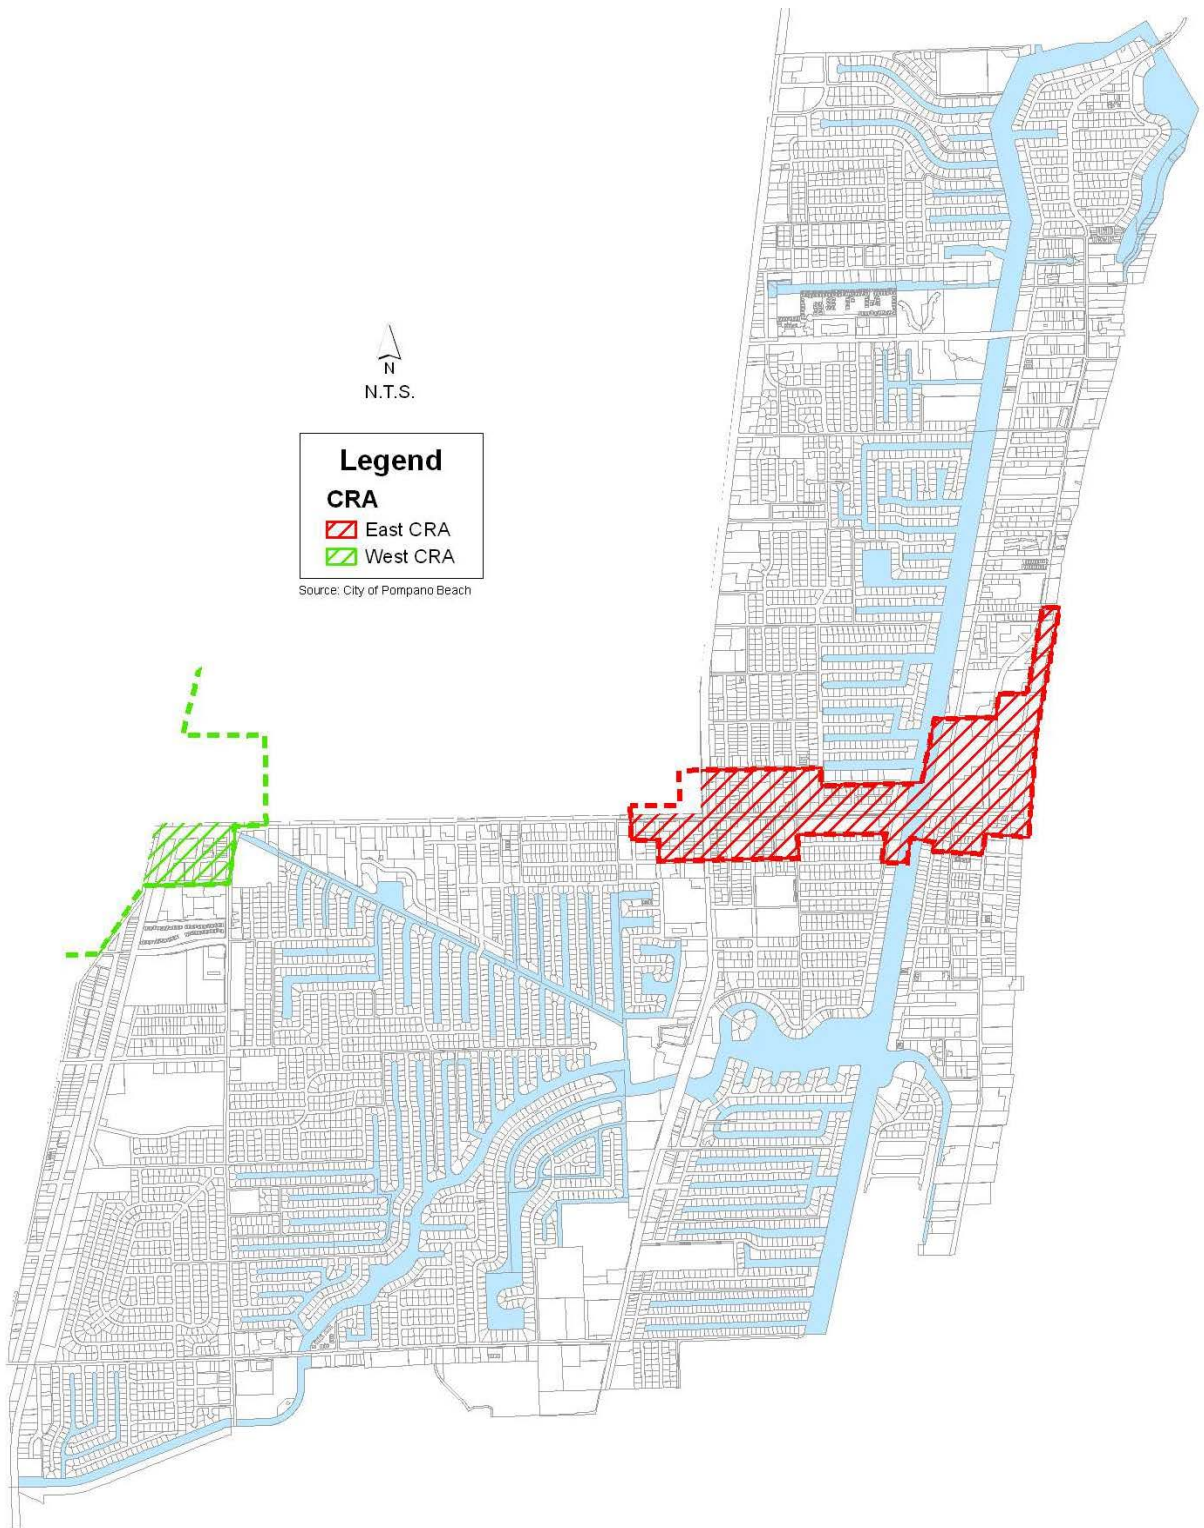 N
N.T.S.
Legend
CRA
East CRA
West CRA
Source: City of Pompano Beach